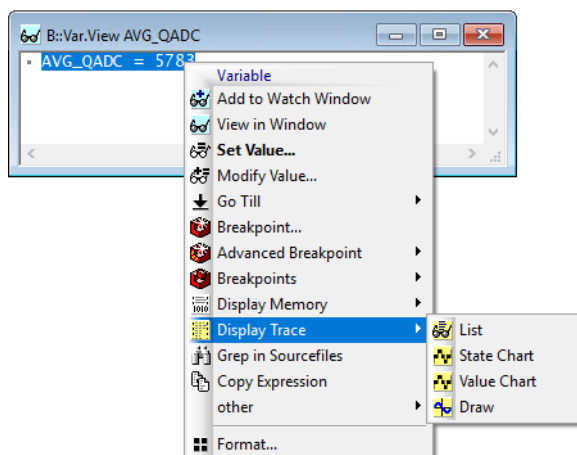 B::Var.View AVG_QADC
AVG_QADC = 5783
Variable
Add to Watch Window
View in Window
Set Value...
Modify Value...
Go Till
Breakpoint...
Advanced Breakpoint
Breakpoints
Display Memory
Display Trace
Grep in Sourcefiles
Copy Expression
other
Format...
List
State Chart
Value Chart
Draw